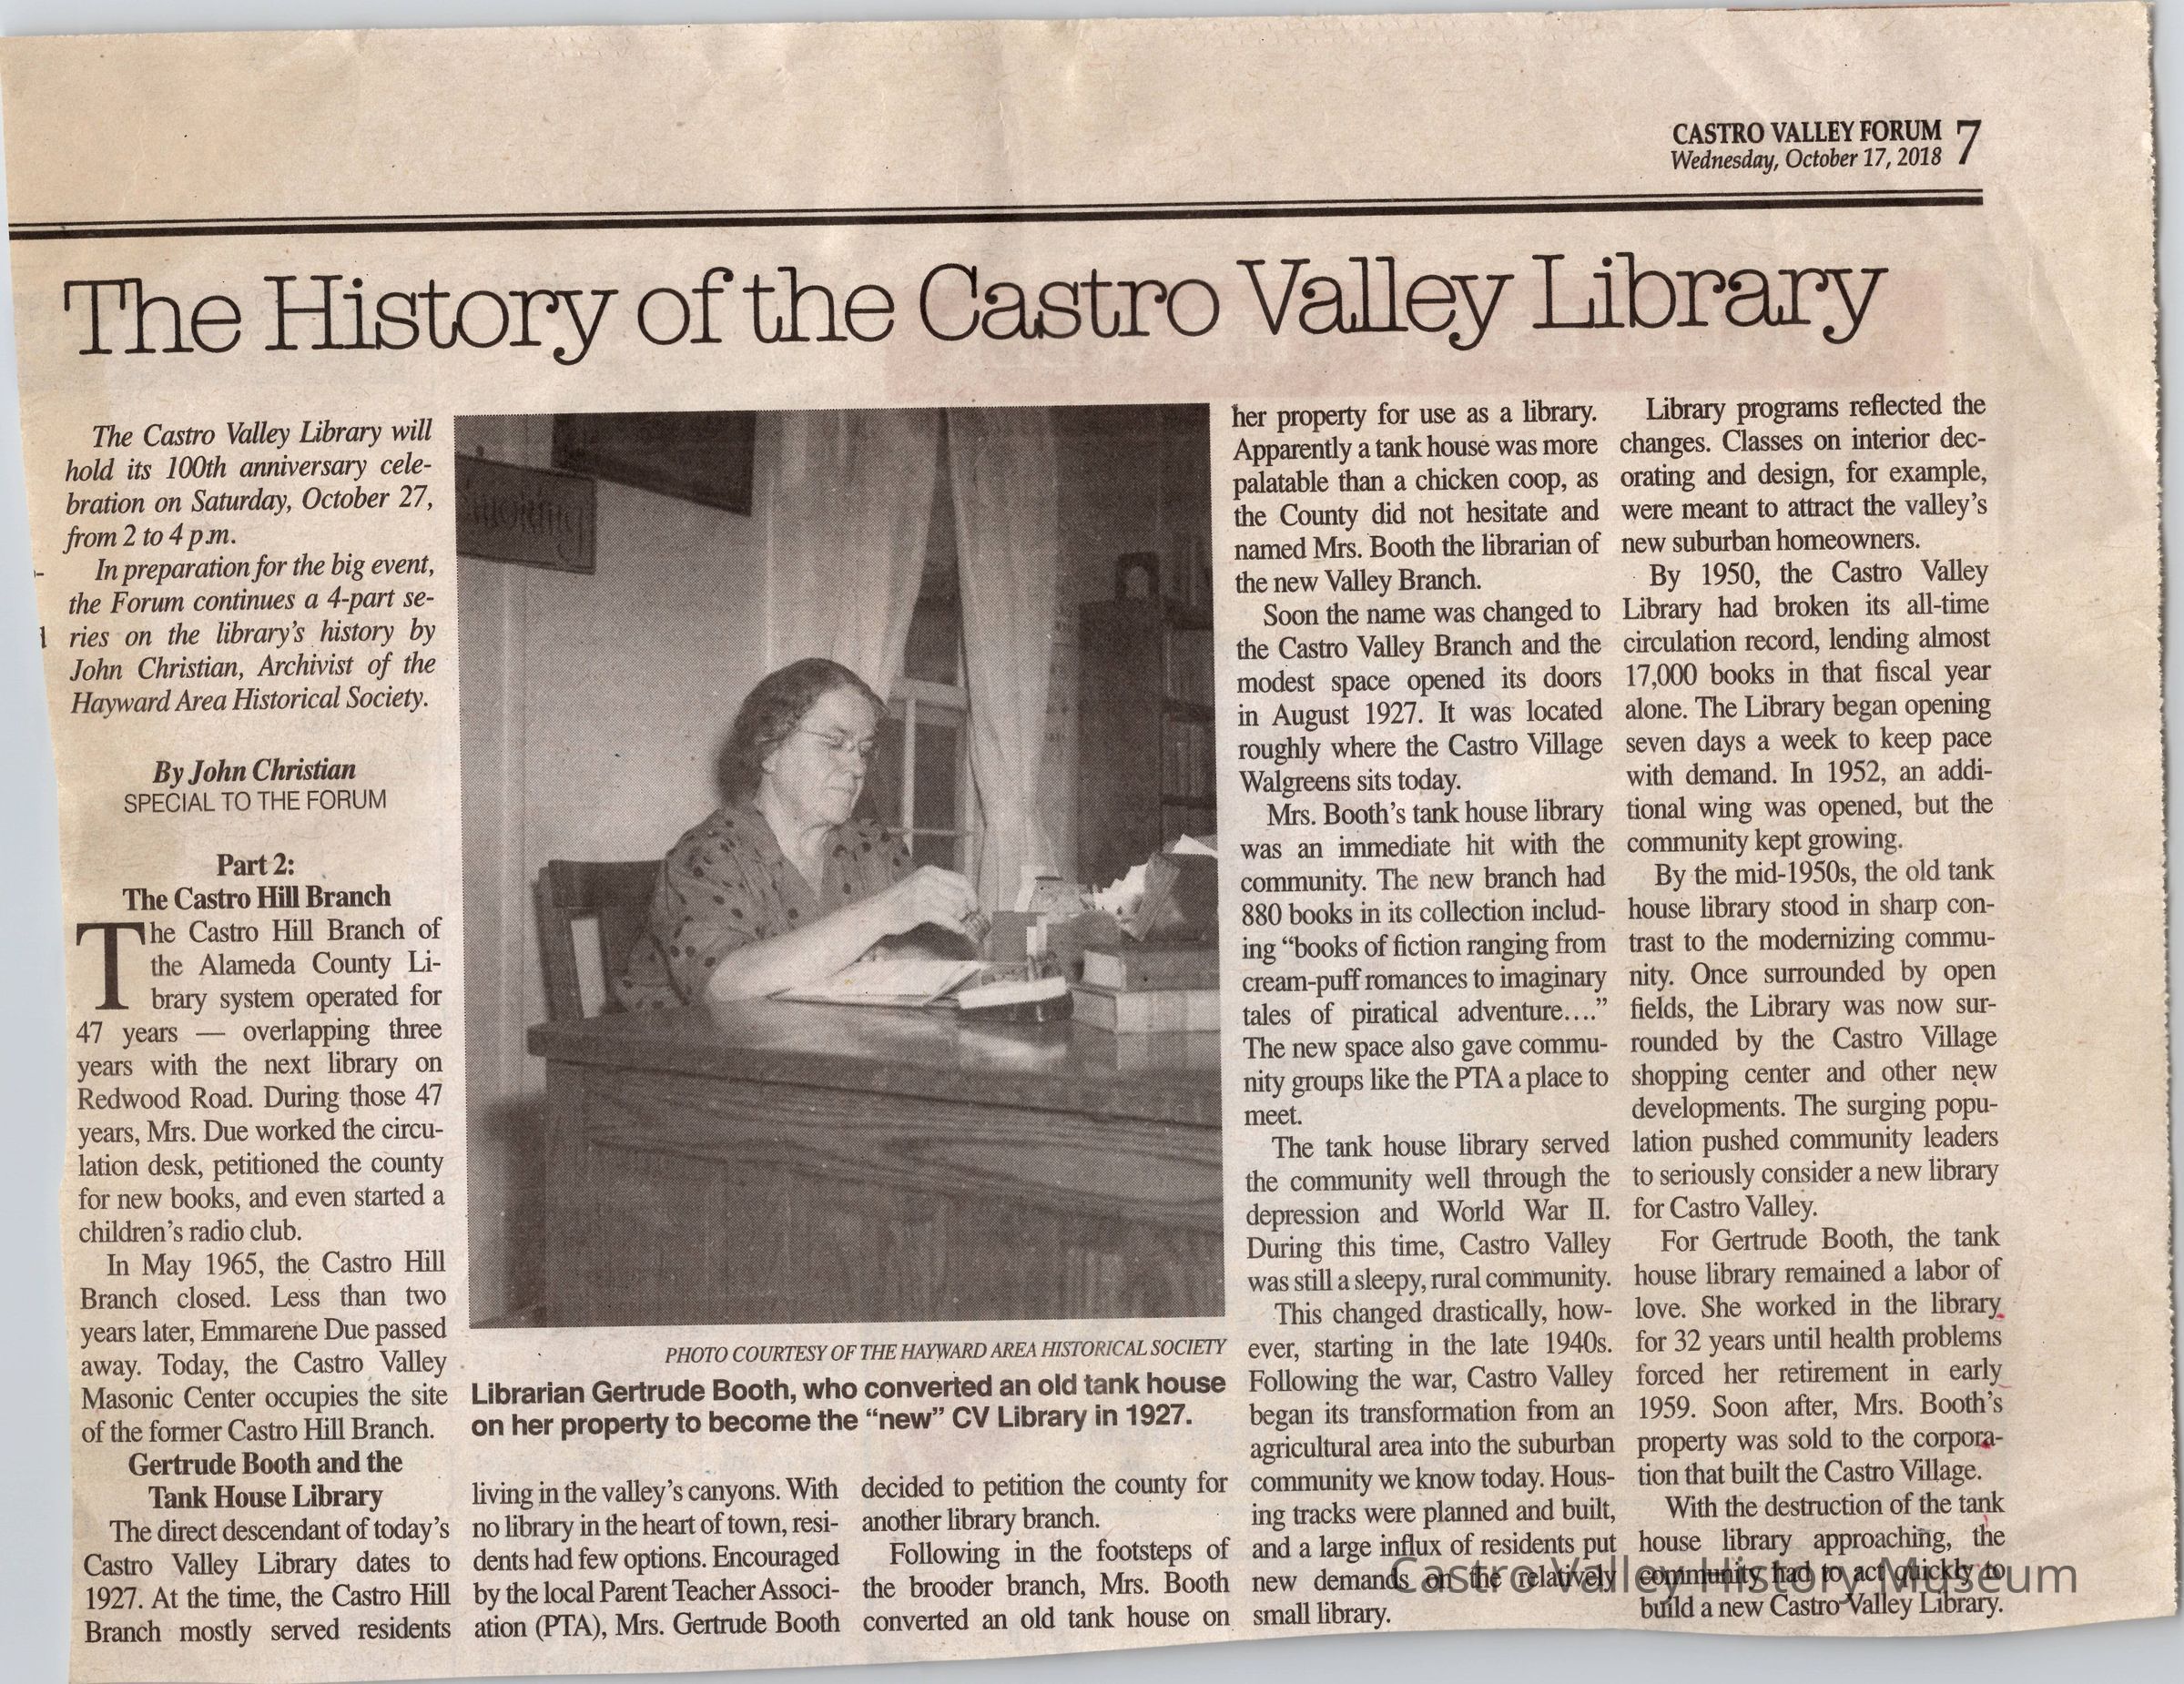 CASTRO VALLEY FORUM 7
Wednesday, October 17, 2018
The History of the Castro Valley Library
The Castro Valley Library will
hold its 100th anniversary cele-
bration on Saturday, October 27,
from 2 to 4 p.m.
In preparation for the big event,
the Forum continues a 4-part se-
ries on the library's history by
John Christian, Archivist of the
Hayward Area Historical Society.
By John Christian
SPECIAL TO THE FORUM
Part 2:
The Castro Hill Branch
The Castro Hill Branch of
the Alameda County Li-
brary system operated for
47 years — overlapping three
years with the next library on
Redwood Road. During those 47
years, Mrs. Due worked the circu-
lation desk, petitioned the county
for new books, and even started a
children's radio club.
In May 1965, the Castro Hill
Branch closed. Less than two
years later, Emmarene Due passed
away. Today, the Castro Valley
Masonic Center occupies the site
of the former Castro Hill Branch.
Gertrude Booth and the
Tank House Library
The direct descendant of today's
Castro Valley Library dates to
1927. At the time, the Castro Hill
Branch mostly served residents
PHOTO COURTESY OF THE HAYWARD AREA HISTORICAL SOCIETY
Librarian Gertrude Booth, who converted an old tank house
on her property to become the “new” CV Library in 1927.
living in the valley's canyons. With
no library in the heart of town, resi-
dents had few options. Encouraged
by the local Parent Teacher Associ-
ation (PTA), Mrs. Gertrude Booth
decided to petition the county for
another library branch.
Following in the footsteps of
the brooder branch, Mrs. Booth
converted an old tank house on
her property for use as a library.
Apparently a tank house was more
palatable than a chicken coop, as
the County did not hesitate and
named Mrs. Booth the librarian of
the new Valley Branch.
Soon the name was changed to
the Castro Valley Branch and the
modest space opened its doors
in August 1927. It was located
roughly where the Castro Village
Walgreens sits today.
Mrs. Booth's tank house library
was an immediate hit with the
community. The new branch had
880 books in its collection includ-
ing “books of fiction ranging from
cream-puff romances to imaginary
tales of piratical adventure….”
The new space also gave commu-
nity groups like the PTA a place to
meet.
The tank house library served
the community well through the
depression and World War II.
During this time, Castro Valley
was still a sleepy, rural community.
This changed drastically, how-
ever, starting in the late 1940s.
Following the war, Castro Valley
began its transformation from an
agricultural area into the suburban
community we know today. Hous-
ing tracks were planned and built,
and a large influx of residents put
new demands on the relatively
small library.
Library programs reflected the
changes. Classes on interior dec-
orating and design, for example,
were meant to attract the valley's
new suburban homeowners.
By 1950, the Castro Valley
Library had broken its all-time
circulation record, lending almost
17,000 books in that fiscal year
alone. The Library began opening
seven days a week to keep pace
with demand. In 1952, an addi-
tional wing was opened, but the
community kept growing.
By the mid-1950s, the old tank
house library stood in sharp con-
trast to the modernizing commu-
nity. Once surrounded by open
fields, the Library was now sur-
rounded by the Castro Village
shopping center and other new
developments. The surging popu-
lation pushed community leaders
to seriously consider a new library
for Castro Valley.
For Gertrude Booth, the tank
house library remained a labor of
love. She worked in the library
for 32 years until health problems
forced her retirement in early
1959. Soon after, Mrs. Booth's
property was sold to the corpora-
tion that built the Castro Village.
With the destruction of the tank
house library approaching, the
community had to act quickly to
build a new Castro Valley Library.
Castro Valley History Museum